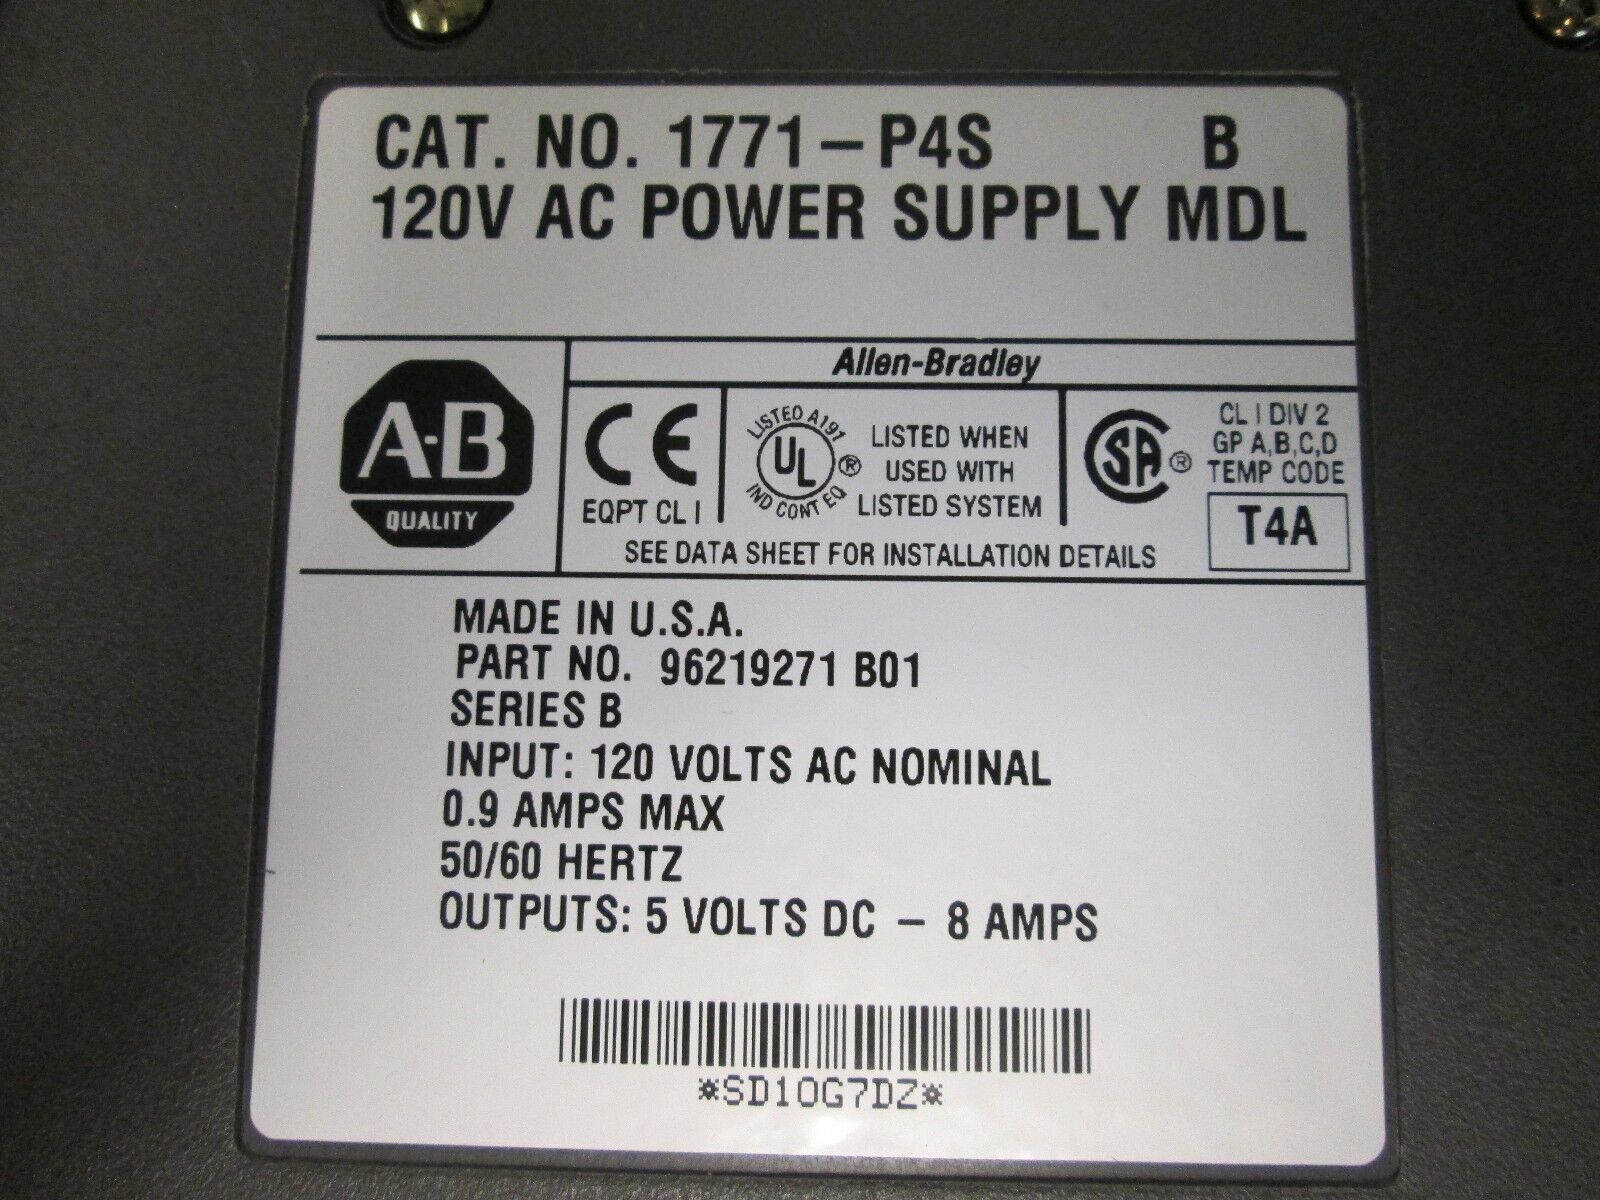 CAT. NO. 1771-P4S B
120V AC POWER SUPPLY MDL
Allen-Bradley
A-B
QUALITY
CE
EQPT CL I
LISTED A197
UL ®
IND CONT EQ
LISTED WHEN
USED WITH
LISTED SYSTEM
SA ®
CL I DIV 2
GP A,B,C,D
TEMP CODE
T4A
SEE DATA SHEET FOR INSTALLATION DETAILS
MADE IN U.S.A.
PART NO. 96219271 B01
SERIES B
INPUT: 120 VOLTS AC NOMINAL
0.9 AMPS MAX
50/60 HERTZ
OUTPUTS: 5 VOLTS DC - 8 AMPS
*SD10G7DZ*